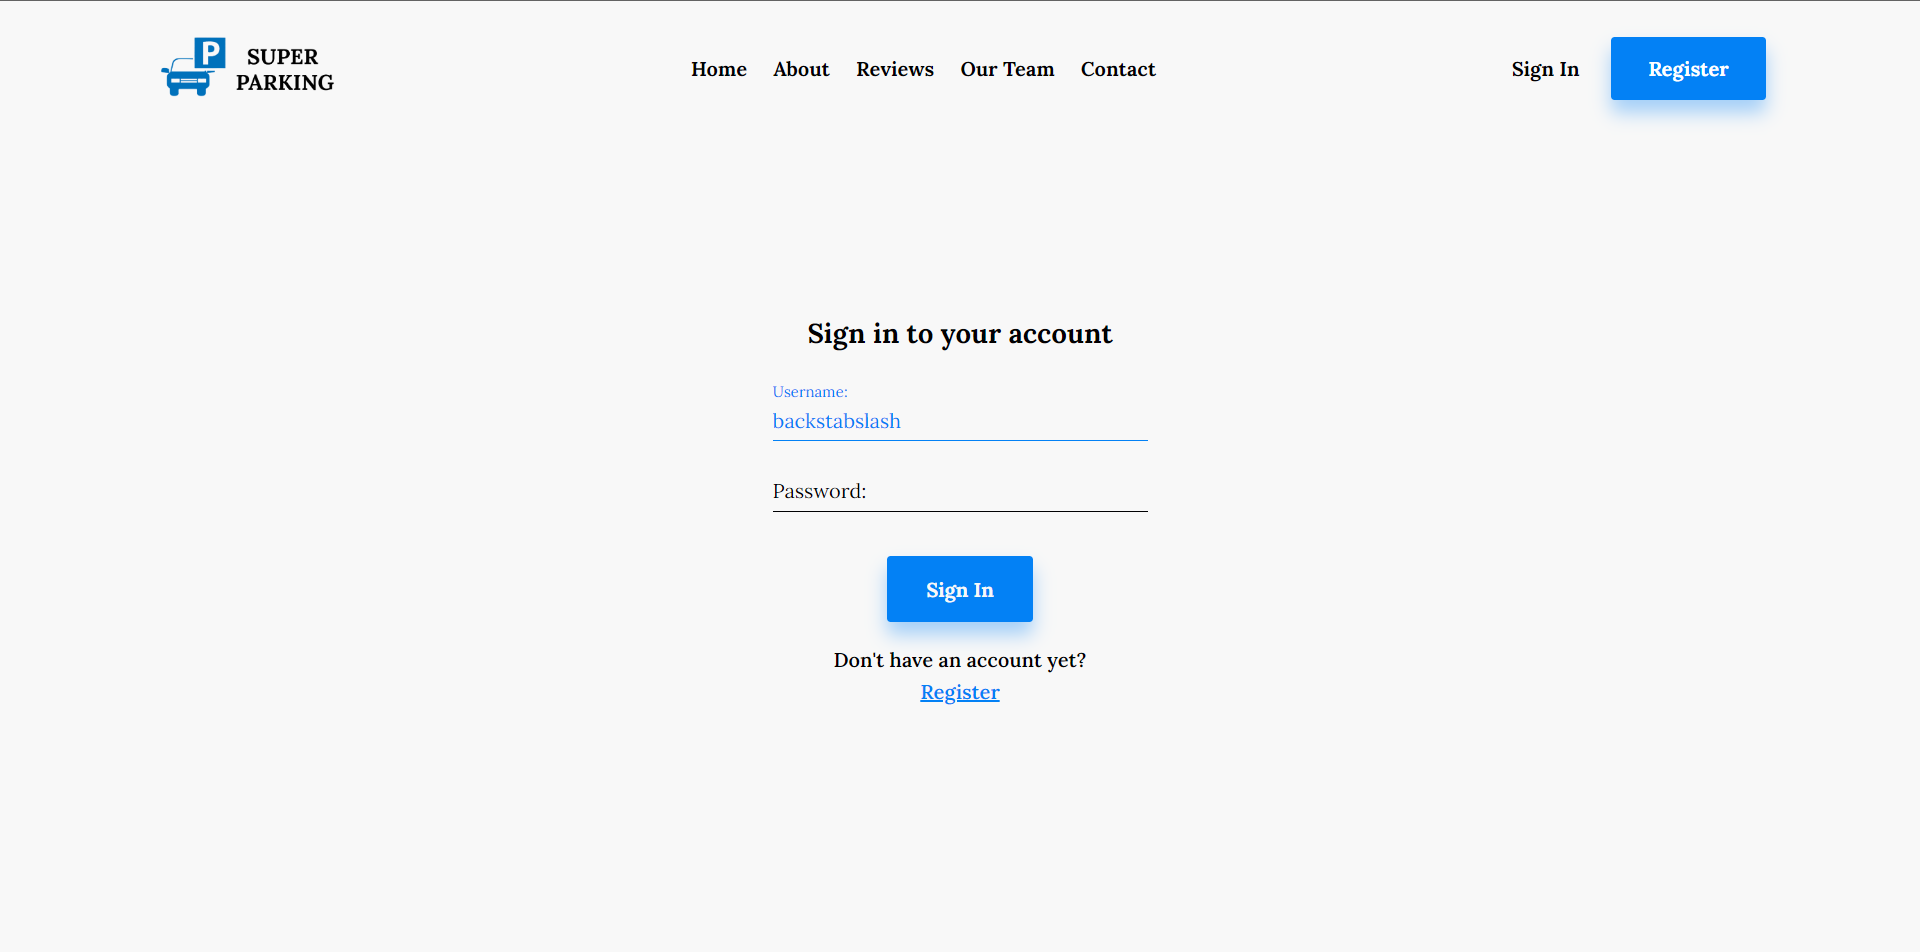 P
SUPER
PARKING
Home About Reviews Our Team Contact
Sign In Register
Sign in to your account
Username:
backstabslash
Password:
Sign In
Don't have an account yet?
Register